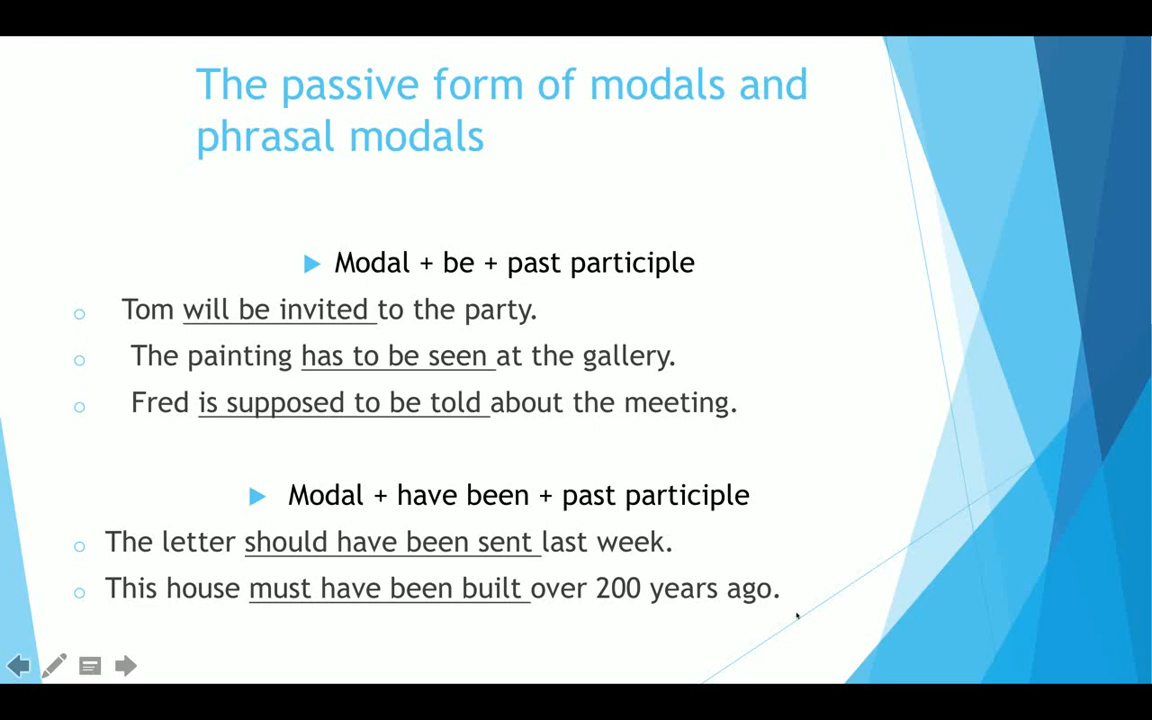 The passive form of modals and
phrasal modals
Modal + be + past participle
Tom will be invited to the party.
The painting has to be seen at the gallery.
Fred is supposed to be told about the meeting.
Modal + have been + past participle
The letter should have been sent last week.
This house must have been built over 200 years ago.